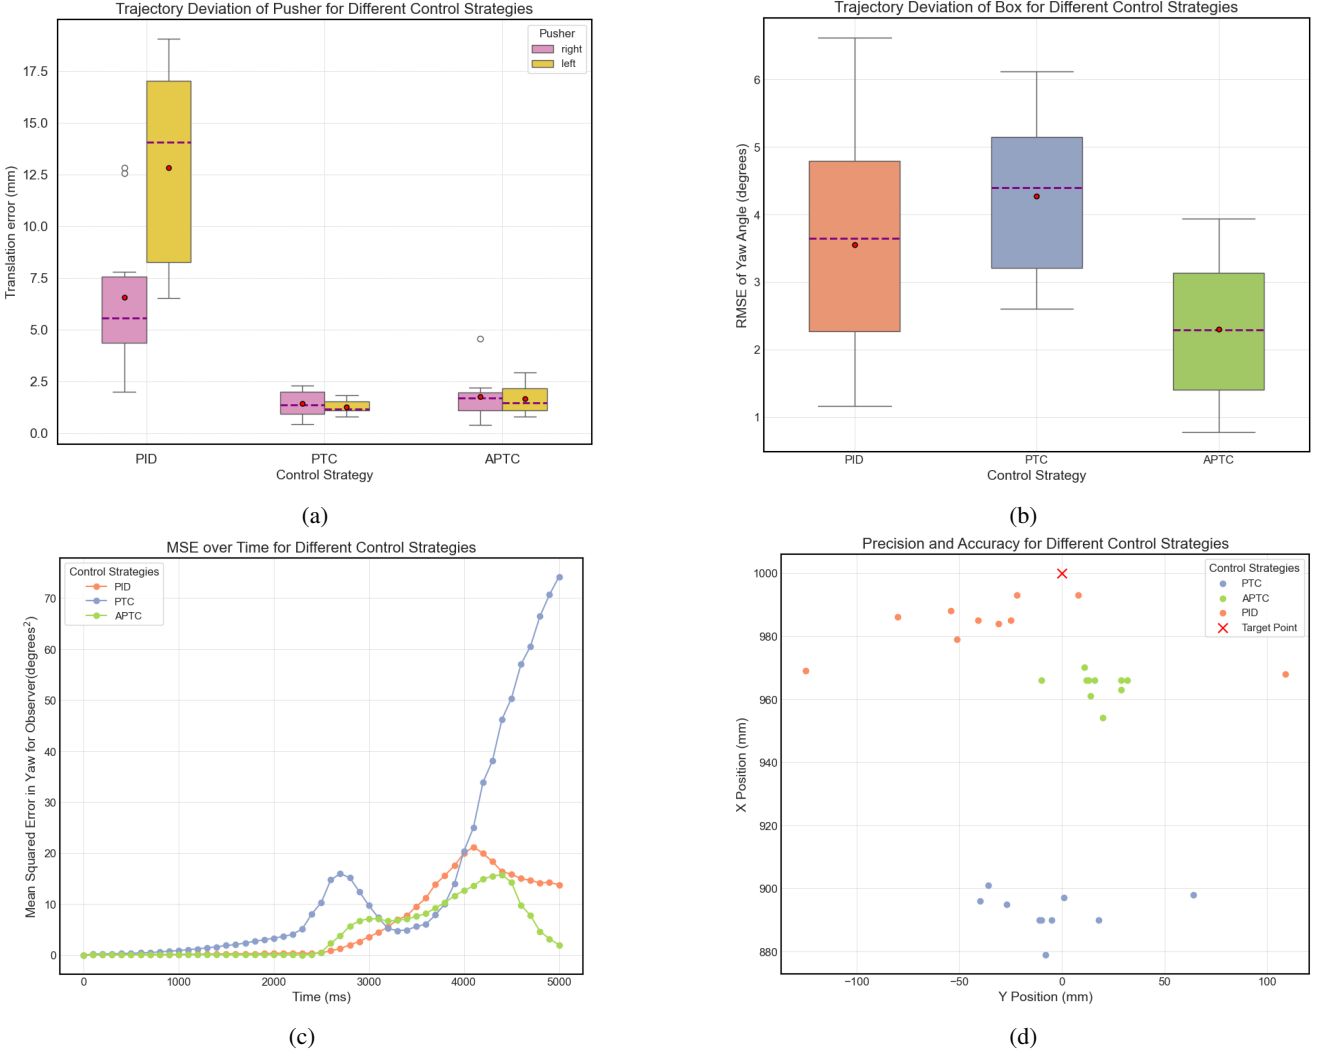 Trajectory Deviation of Pusher for Different Control Strategies
Translation error (mm)
17.5
15.0
12.5
10.0
7.5
5.0
2.5
0.0
Pusher
right
left
PID
PTC
APTC
Control Strategy
(a)
Trajectory Deviation of Box for Different Control Strategies
RMSE of Yaw Angle (degrees)
6
5
4
3
2
1
PID
PTC
APTC
Control Strategy
(b)
MSE over Time for Different Control Strategies
Mean Squared Error in Yaw for Observer(degrees²)
Control Strategies
PID
PTC
APTC
70
60
50
40
30
20
10
0
0
1000
2000
3000
4000
5000
Time (ms)
(c)
Precision and Accuracy for Different Control Strategies
X Position (mm)
1000
980
960
940
920
900
880
Control Strategies
PTC
APTC
PID
Target Point
−100
−50
0
50
100
Y Position (mm)
(d)